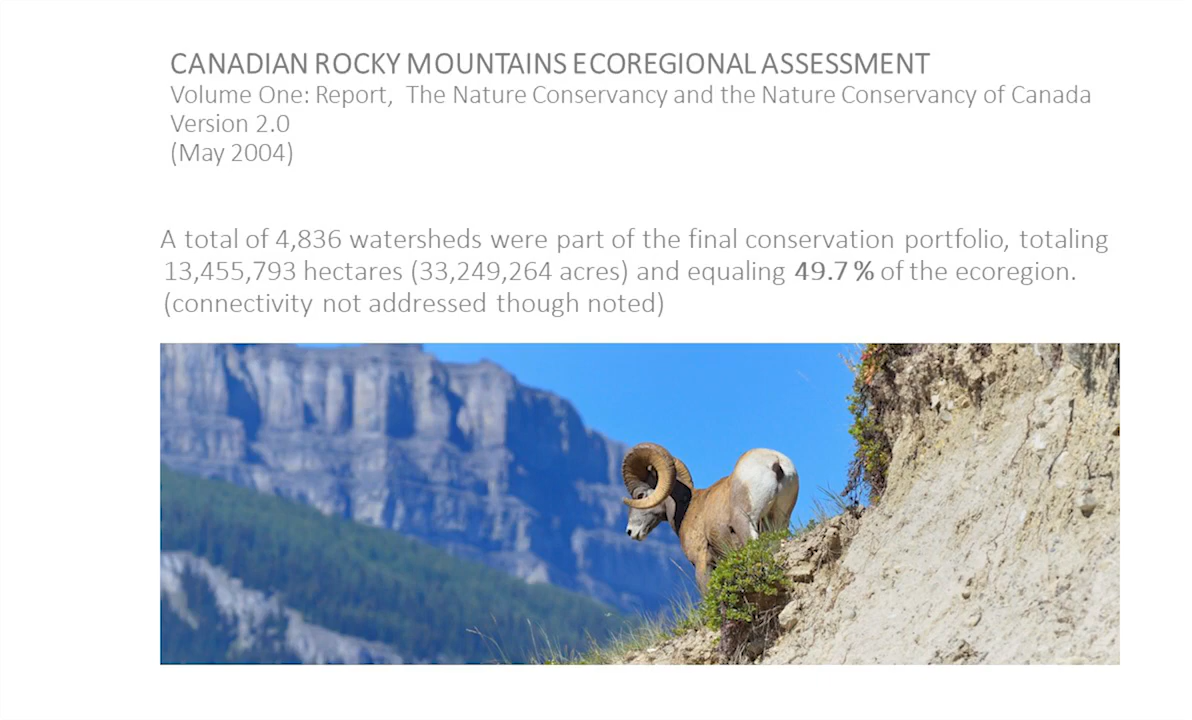 CANADIAN ROCKY MOUNTAINS ECOREGIONAL ASSESSMENT
Volume One: Report, The Nature Conservancy and the Nature Conservancy of Canada
Version 2.0
(May 2004)
A total of 4,836 watersheds were part of the final conservation portfolio, totaling
13,455,793 hectares (33,249,264 acres) and equaling 49.7 % of the ecoregion.
(connectivity not addressed though noted)